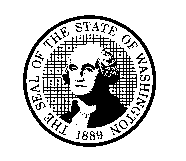 THE SEAL OF THE STATE OF WASHINGTON
1889